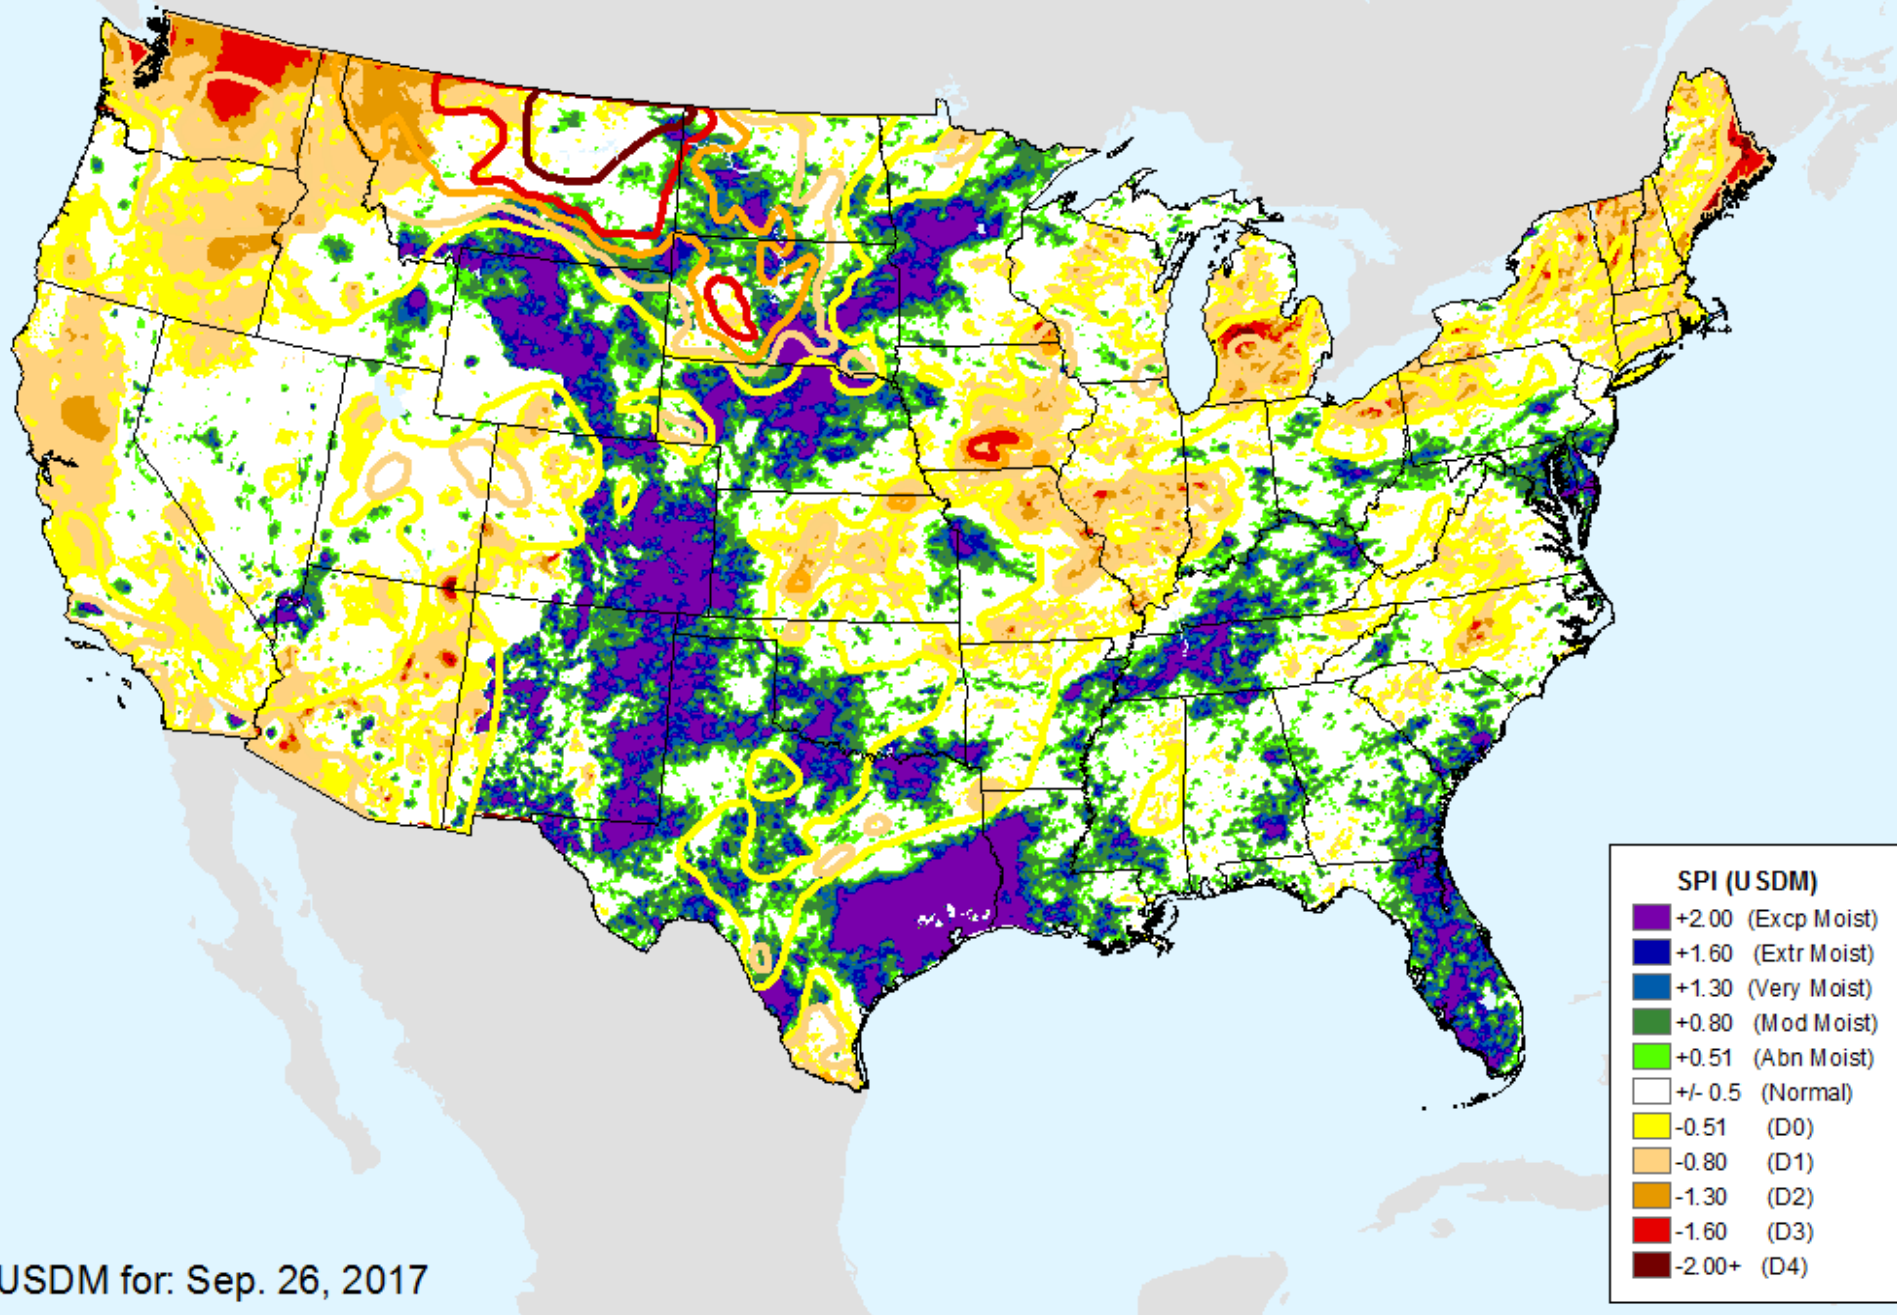 SPI (USDM)
+2.00 (Excp Moist)
+1.60 (Extr Moist)
+1.30 (Very Moist)
+0.80 (Mod Moist)
+0.51 (Abn Moist)
+/- 0.5 (Normal)
-0.51 (D0)
-0.80 (D1)
-1.30 (D2)
-1.60 (D3)
-2.00+ (D4)
USDM for: Sep. 26, 2017